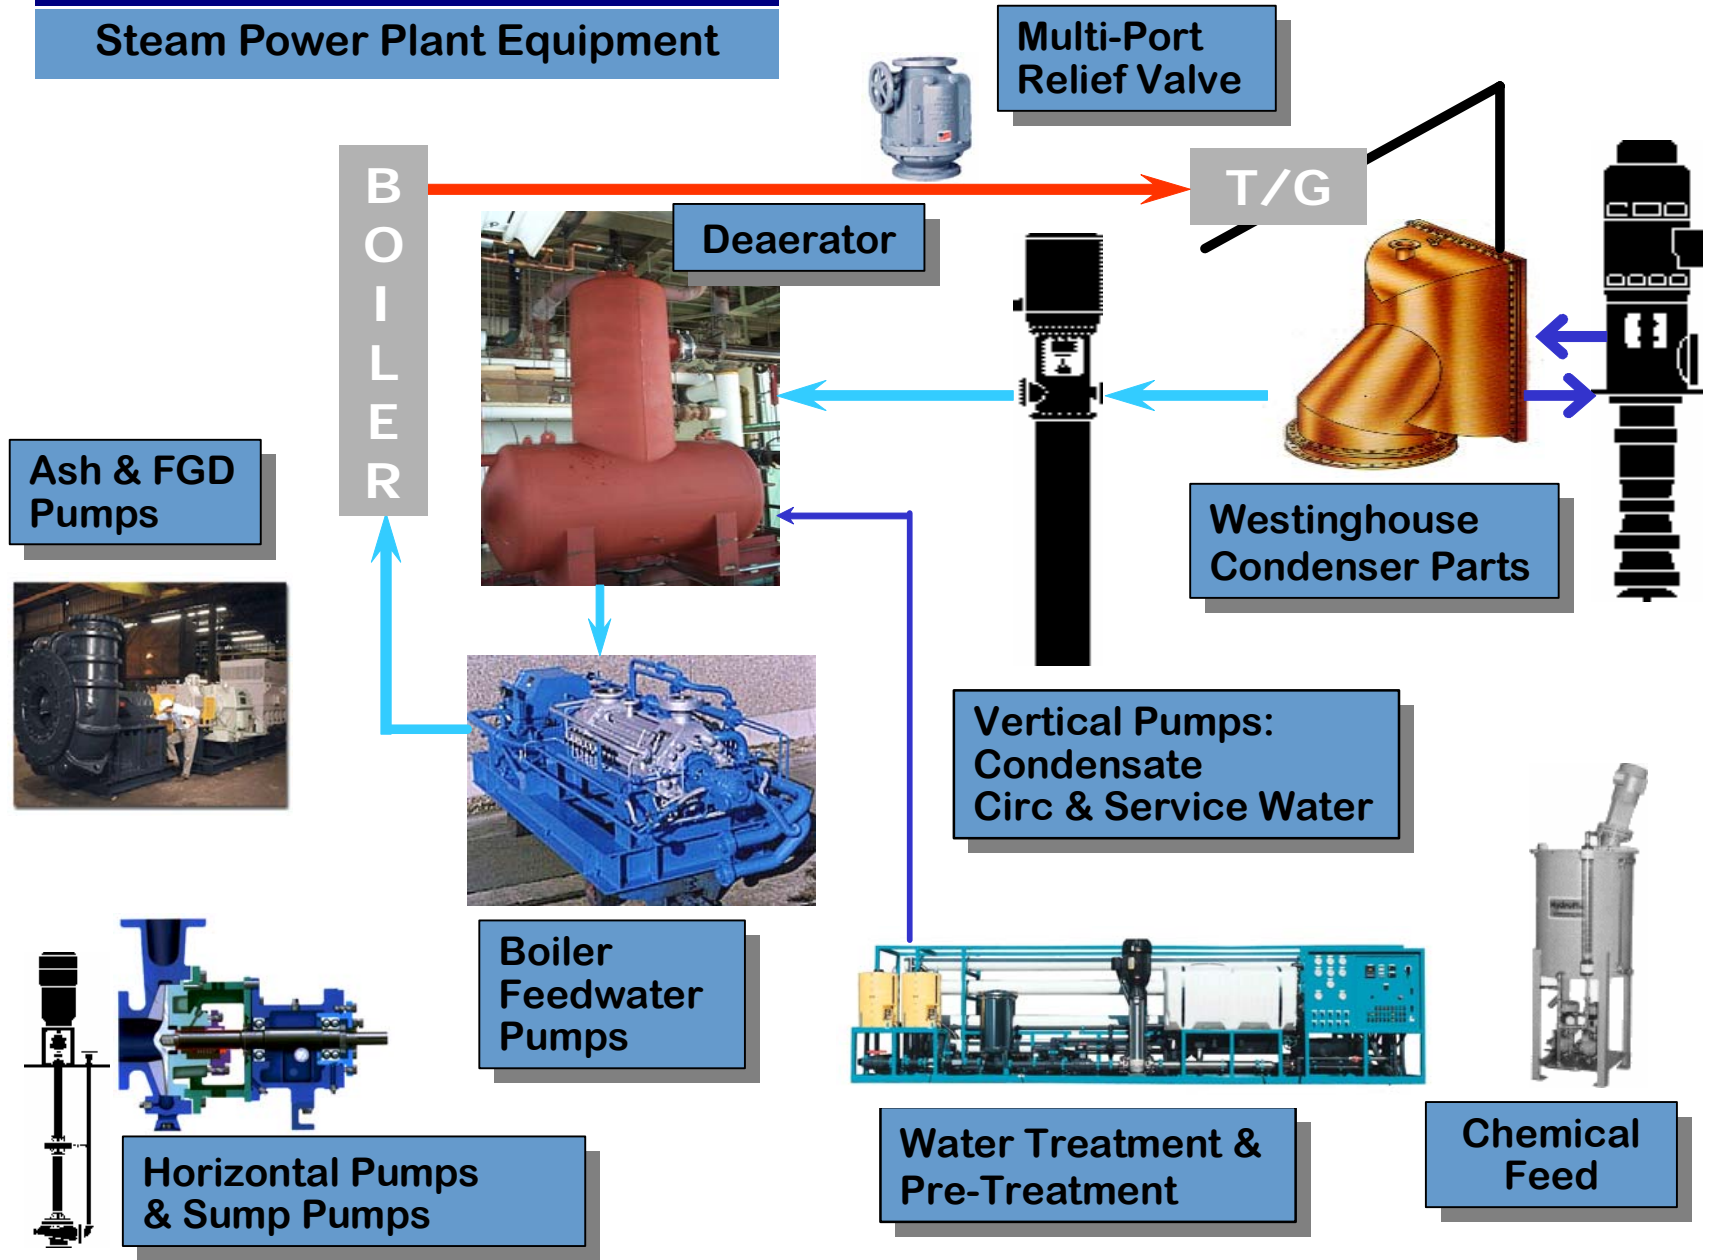 Steam Power Plant Equipment
Multi-Port
Relief Valve
BOILER
T/G
Deaerator
Ash & FGD
Pumps
Westinghouse
Condenser Parts
Vertical Pumps:
Condensate
Circ & Service Water
Boiler
Feedwater
Pumps
Horizontal Pumps
& Sump Pumps
Water Treatment &
Pre-Treatment
Chemical
Feed